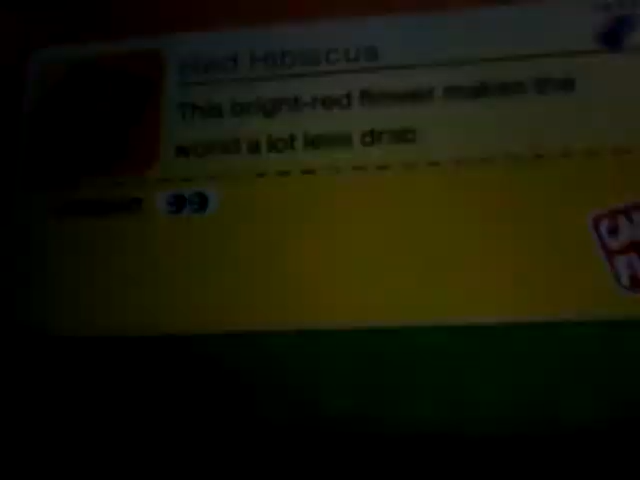 Red Hibiscus
This bright-red flower makes the
world a lot less drab
99